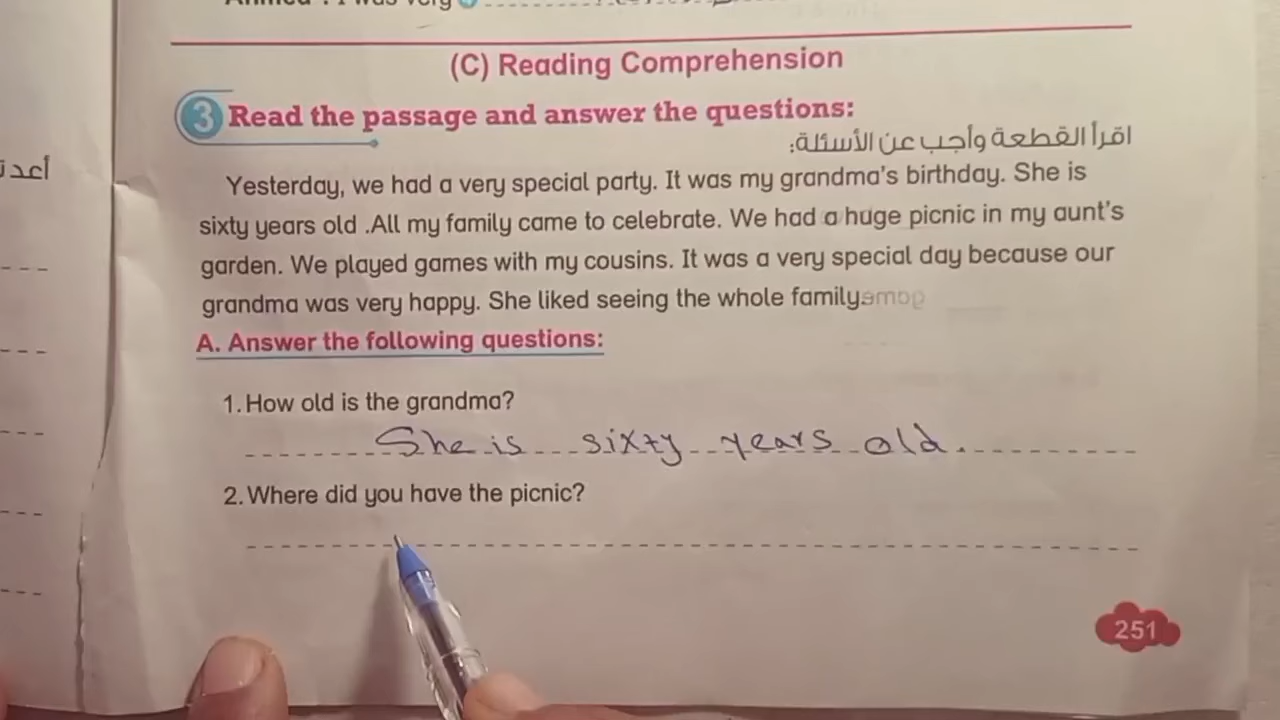 I was very
(C) Reading Comprehension
3 Read the passage and answer the questions:
اقرأ القطعة وأجب عن الأسئلة:
Yesterday, we had a very special party. It was my grandma's birthday. She is
sixty years old .All my family came to celebrate. We had a huge picnic in my aunt's
garden. We played games with my cousins. It was a very special day because our
grandma was very happy. She liked seeing the whole family
A. Answer the following questions:
1. How old is the grandma?
She is sixty years old.
2. Where did you have the picnic?
251